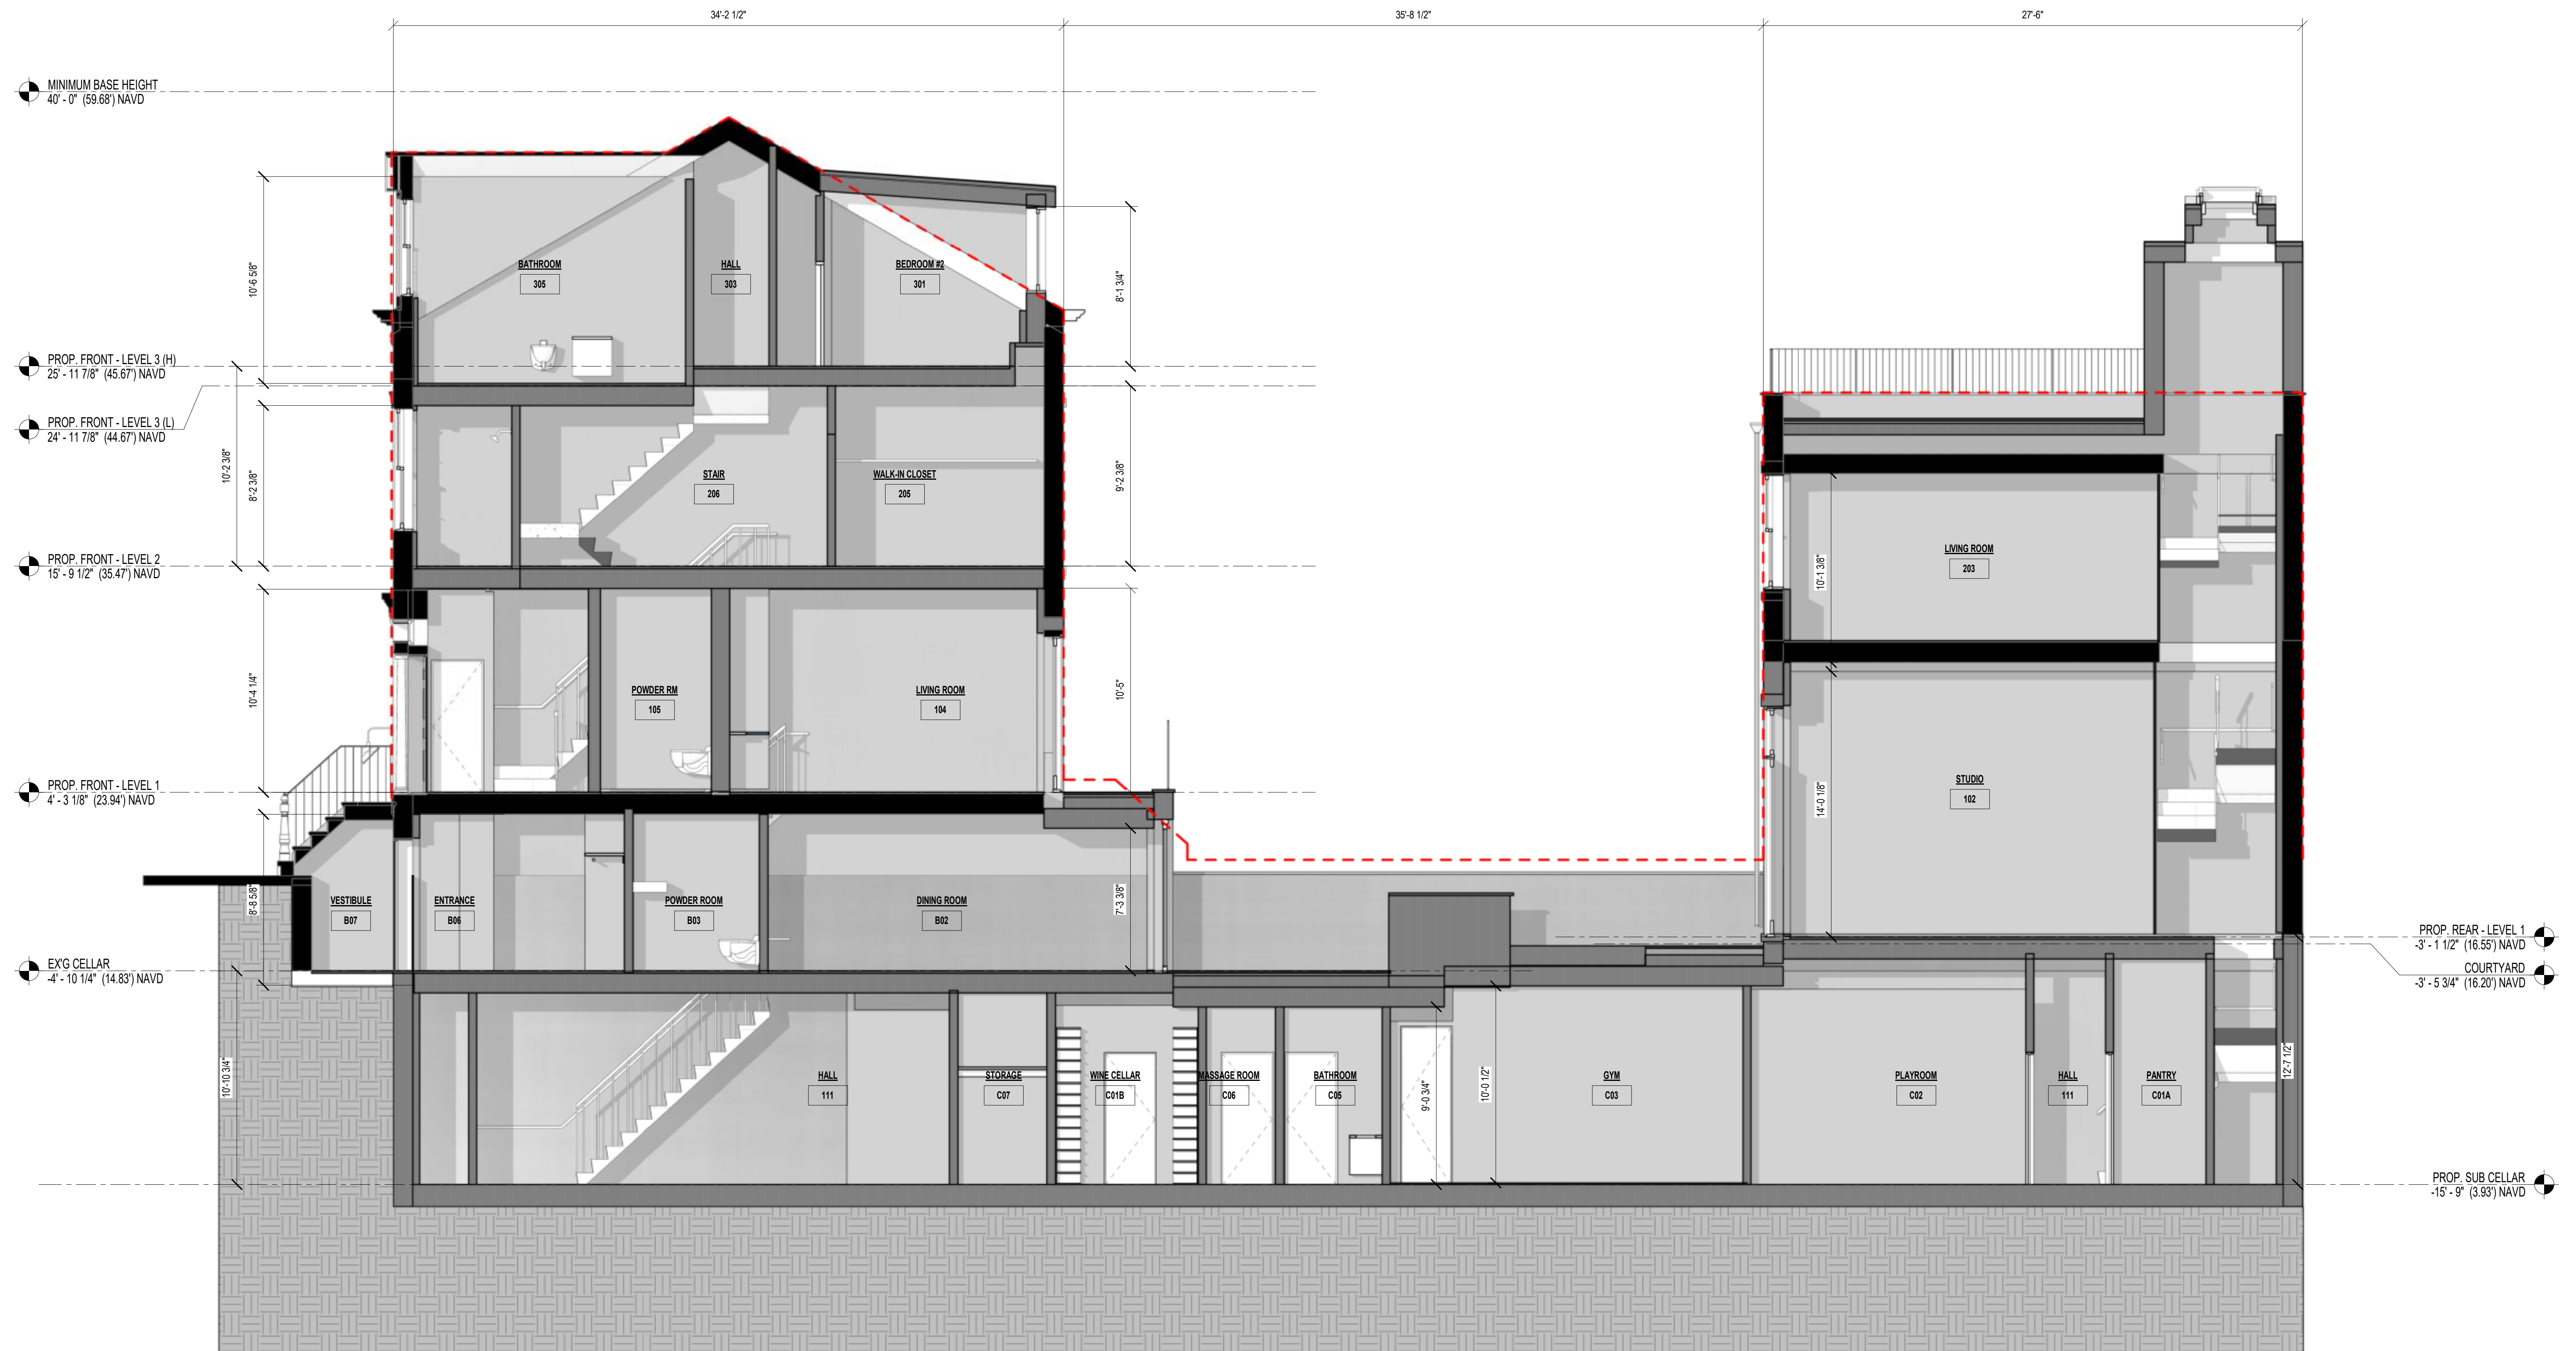 34'-2 1/2"
35'-8 1/2"
27'-6"
MINIMUM BASE HEIGHT
40' - 0" (59.68') NAVD
10'-6 5/8"
BATHROOM
305
HALL
303
BEDROOM #2
301
8'-1 3/4"
PROP. FRONT - LEVEL 3 (H)
25' - 11 7/8" (45.67') NAVD
PROP. FRONT - LEVEL 3 (L)
24' - 11 7/8" (44.67') NAVD
10'-2 3/8"
8'-2 3/8"
STAIR
206
WALK-IN CLOSET
205
9'-2 3/8"
PROP. FRONT - LEVEL 2
15' - 9 1/2" (35.47') NAVD
10'-1 3/8"
LIVING ROOM
203
10'-4 1/4"
POWDER RM
105
LIVING ROOM
104
10'-5"
PROP. FRONT - LEVEL 1
4' - 3 1/8" (23.94') NAVD
14'-0 1/8"
STUDIO
102
8'-8 5/8"
VESTIBULE
B07
ENTRANCE
B06
POWDER ROOM
B03
DINING ROOM
B02
7'-3 3/8"
PROP. REAR - LEVEL 1
-3' - 1 1/2" (16.55') NAVD
EX'G CELLAR
-4' - 10 1/4" (14.83') NAVD
COURTYARD
-3' - 5 3/4" (16.20') NAVD
10'-10 3/4"
HALL
111
STORAGE
C07
WINE CELLAR
C01B
MASSAGE ROOM
C06
BATHROOM
C05
9'-0 3/4"
10'-0 1/2"
GYM
C03
PLAYROOM
C02
HALL
111
PANTRY
C01A
12'-7 1/2"
PROP. SUB CELLAR
-15' - 9" (3.93') NAVD